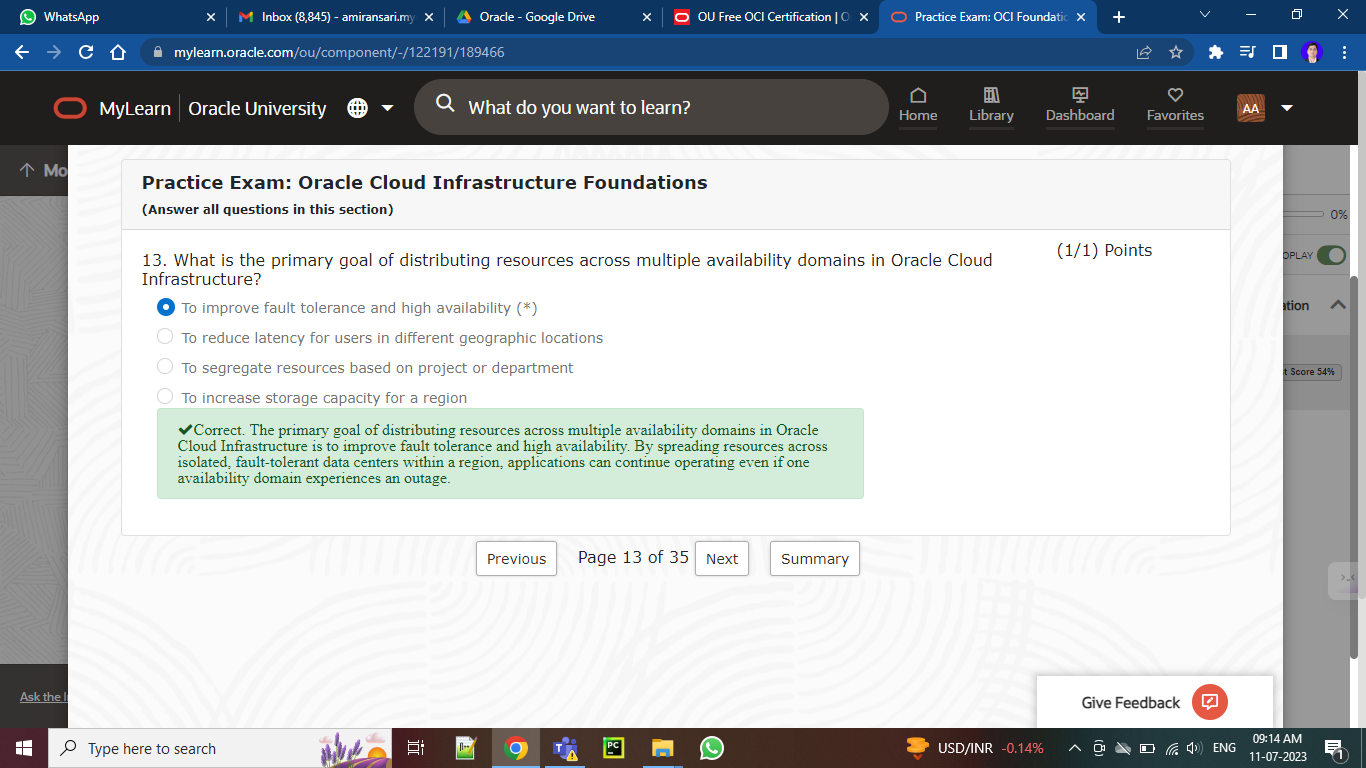 WhatsApp
Inbox (8,845) - amiransari.my
Oracle - Google Drive
OU Free OCI Certification | O
Practice Exam: OCI Foundatic
mylearn.oracle.com/ou/component/-/122191/189466
MyLearn
Oracle University
What do you want to learn?
Home
Library
Dashboard
Favorites
AA
Mo
Practice Exam: Oracle Cloud Infrastructure Foundations
(Answer all questions in this section)
0%
13. What is the primary goal of distributing resources across multiple availability domains in Oracle Cloud
Infrastructure?
(1/1) Points
OPLAY
To improve fault tolerance and high availability (*)
ation
To reduce latency for users in different geographic locations
To segregate resources based on project or department
t Score 54%
To increase storage capacity for a region
✔Correct. The primary goal of distributing resources across multiple availability domains in Oracle
Cloud Infrastructure is to improve fault tolerance and high availability. By spreading resources across
isolated, fault-tolerant data centers within a region, applications can continue operating even if one
availability domain experiences an outage.
Previous
Page 13 of 35
Next
Summary
Ask the I
Give Feedback
Type here to search
PC
USD/INR -0.14%
ENG
09:14 AM
11-07-2023
1